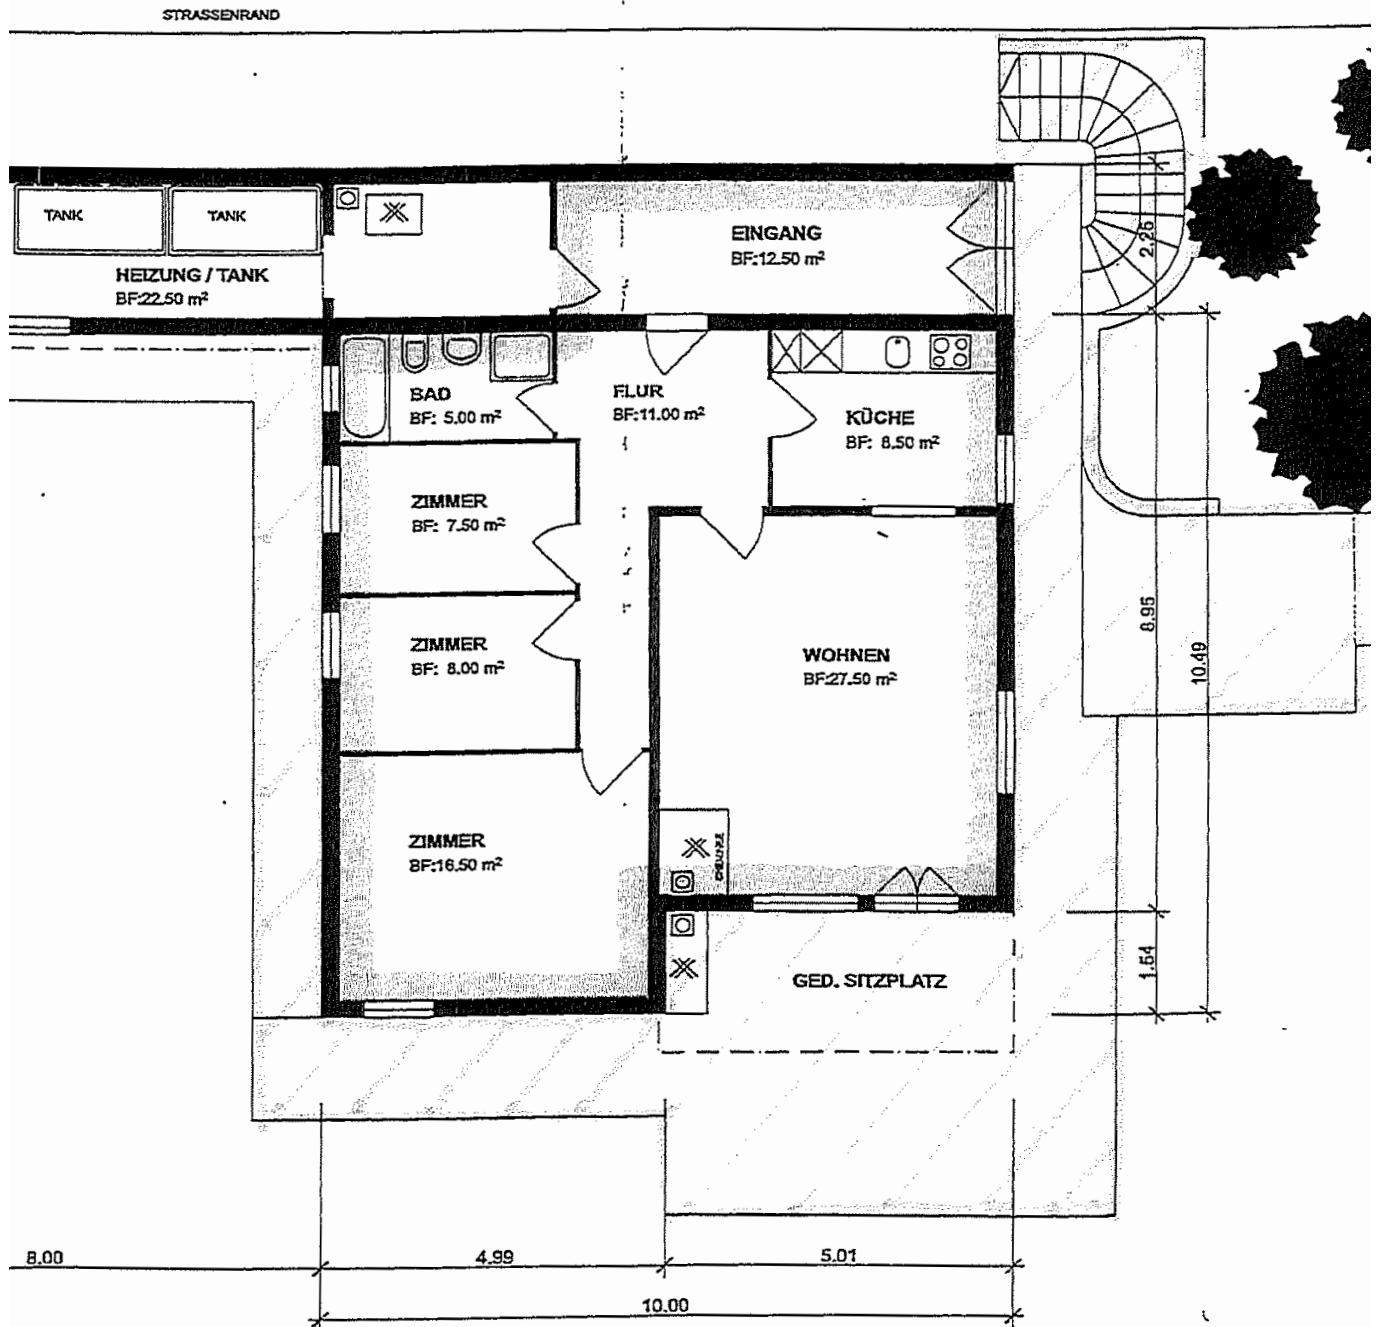 STRASSENRAND
TANK
TANK
HEIZUNG / TANK
BF:22.50 m²
EINGANG
BF:12.50 m²
2.25
BAD
BF: 5.00 m²
FLUR
BF:11.00 m²
KÜCHE
BF: 8.50 m²
ZIMMER
BF: 7.50 m²
ZIMMER
BF: 8.00 m²
WOHNEN
BF:27.50 m²
8.95
10.49
ZIMMER
BF:16.50 m²
GED. SITZPLATZ
1.54
8.00
4.99
5.01
10.00